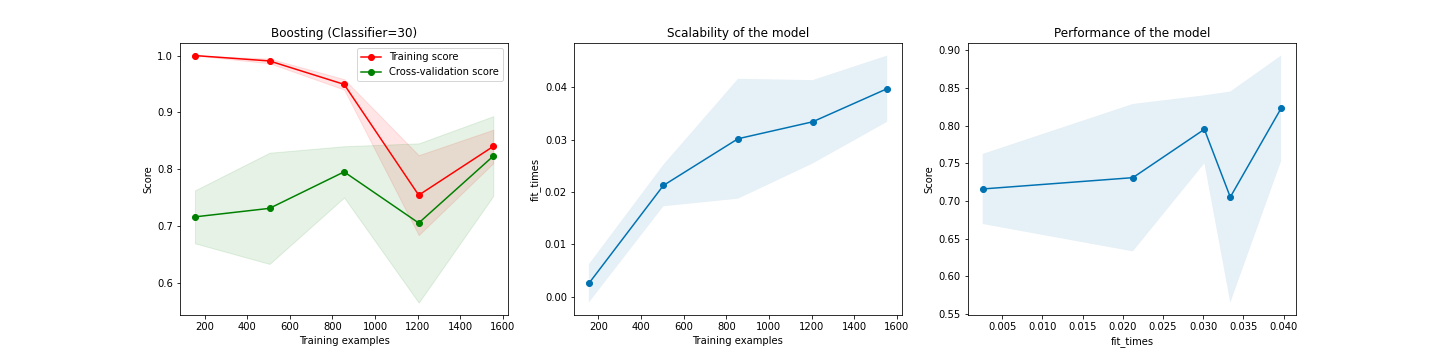 Boosting (Classifier=30)
Training score
Cross-validation score
1.0
0.9
0.8
0.7
0.6
Score
200 400 600 800 1000 1200 1400 1600
Training examples
Scalability of the model
0.04
0.03
0.02
0.01
0.00
fit_times
200 400 600 800 1000 1200 1400 1600
Training examples
Performance of the model
0.90
0.85
0.80
0.75
0.70
0.65
0.60
0.55
Score
0.005 0.010 0.015 0.020 0.025 0.030 0.035 0.040
fit_times